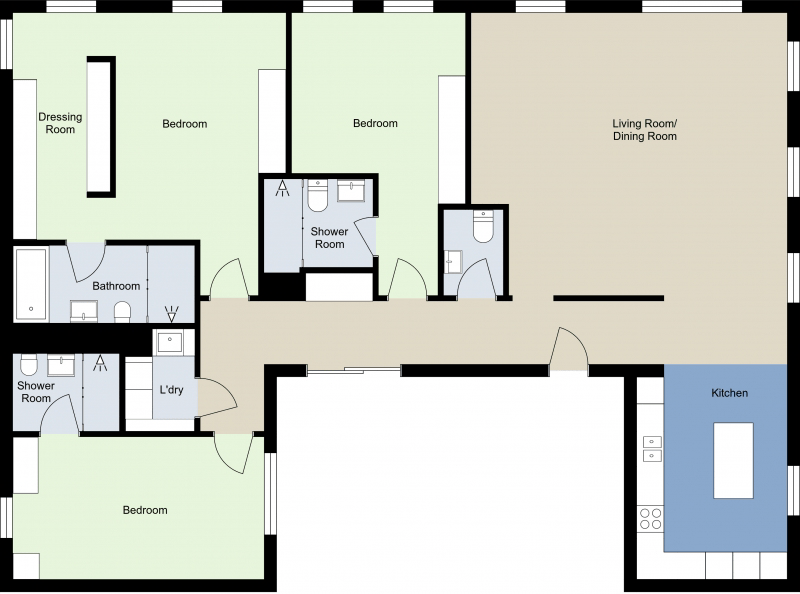 Dressing
Room
Bedroom
Bedroom
Living Room/
Dining Room
Shower
Room
Bathroom
Shower
Room
L'dry
Kitchen
Bedroom